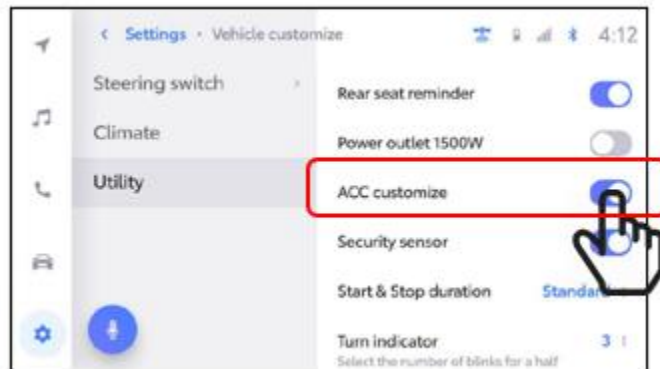 Settings • Vehicle customize
4:12
Steering switch
Climate
Utility
Rear seat reminder
Power outlet 1500W
ACC customize
Security sensor
Start & Stop duration
Turn indicator
3
Select the number of blinks for a half